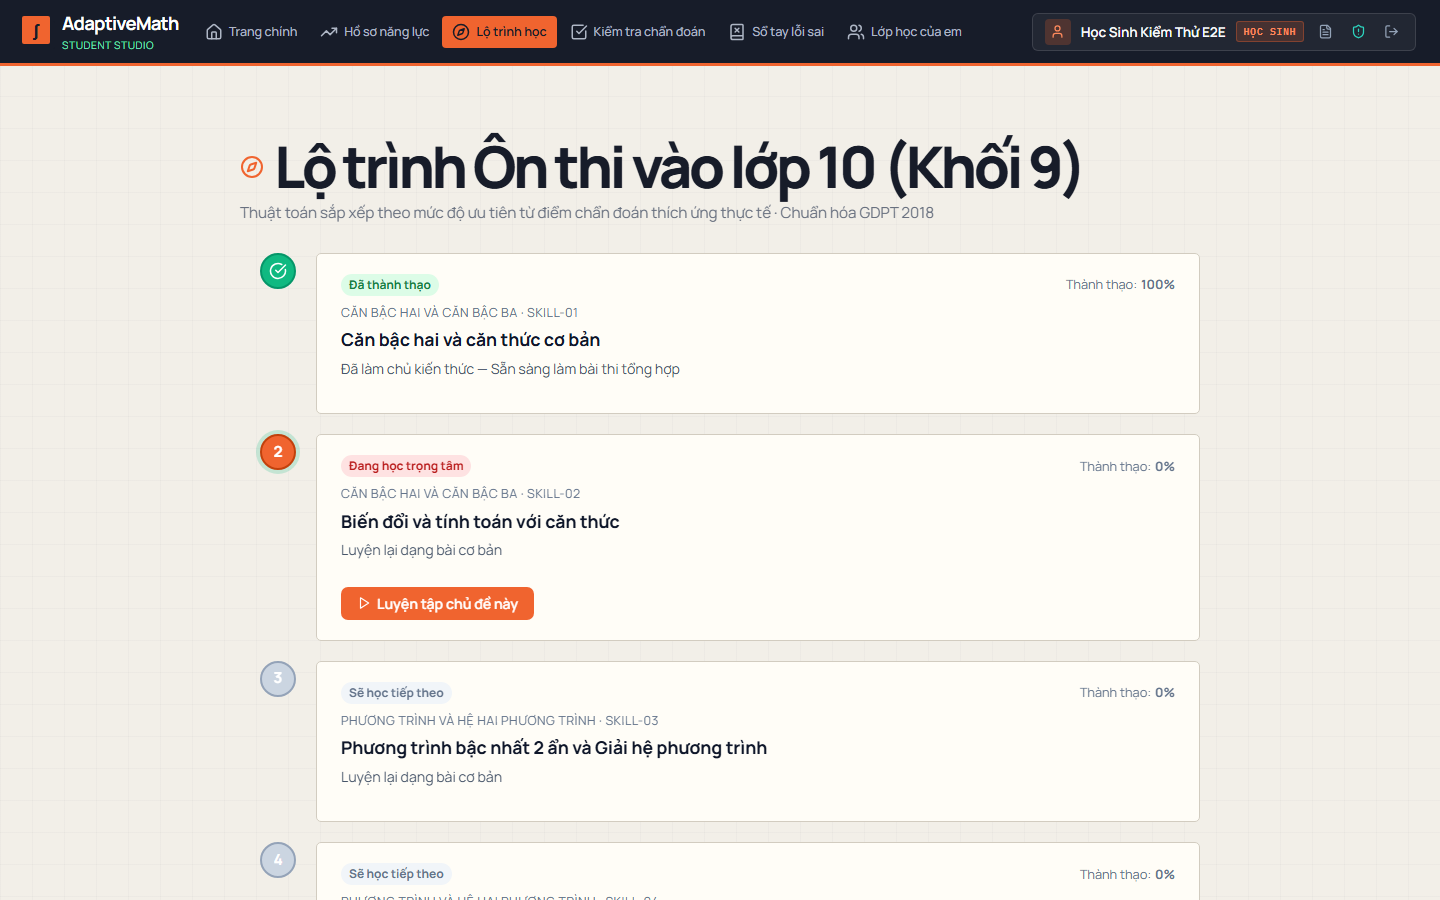 ∫
AdaptiveMath
STUDENT STUDIO
Trang chính
Hồ sơ năng lực
Lộ trình học
Kiểm tra chẩn đoán
Sổ tay lỗi sai
Lớp học của em
Học Sinh Kiểm Thử E2E
HỌC SINH
Lộ trình Ôn thi vào lớp 10 (Khối 9)
Thuật toán sắp xếp theo mức độ ưu tiên từ điểm chẩn đoán thích ứng thực tế · Chuẩn hóa GDPT 2018
Đã thành thạo
Thành thạo: 100%
CĂN BẬC HAI VÀ CĂN BẬC BA · SKILL-01
Căn bậc hai và căn thức cơ bản
Đã làm chủ kiến thức — Sẵn sàng làm bài thi tổng hợp
2
Đang học trọng tâm
Thành thạo: 0%
CĂN BẬC HAI VÀ CĂN BẬC BA · SKILL-02
Biến đổi và tính toán với căn thức
Luyện lại dạng bài cơ bản
Luyện tập chủ đề này
3
Sẽ học tiếp theo
Thành thạo: 0%
PHƯƠNG TRÌNH VÀ HỆ HAI PHƯƠNG TRÌNH · SKILL-03
Phương trình bậc nhất 2 ẩn và Giải hệ phương trình
Luyện lại dạng bài cơ bản
4
Sẽ học tiếp theo
Thành thạo: 0%
PHƯƠNG TRÌNH VÀ HỆ HAI PHƯƠNG TRÌNH · SKILL-04